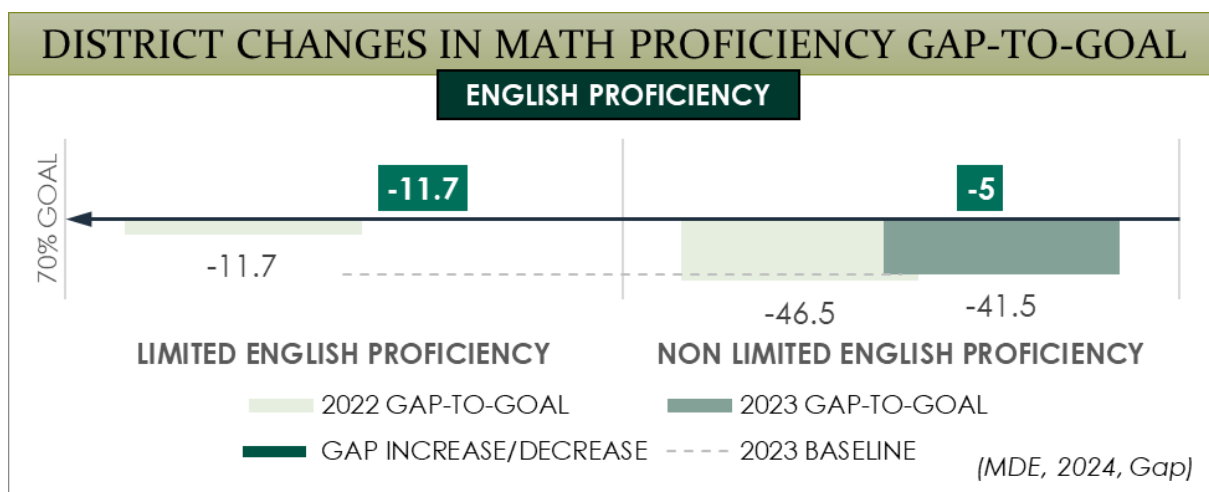 DISTRICT CHANGES IN MATH PROFICIENCY GAP-TO-GOAL
ENGLISH PROFICIENCY
70% GOAL
-11.7
-5
-11.7
-46.5
-41.5
LIMITED ENGLISH PROFICIENCY
NON LIMITED ENGLISH PROFICIENCY
2022 GAP-TO-GOAL
2023 GAP-TO-GOAL
GAP INCREASE/DECREASE
2023 BASELINE
(MDE, 2024, Gap)